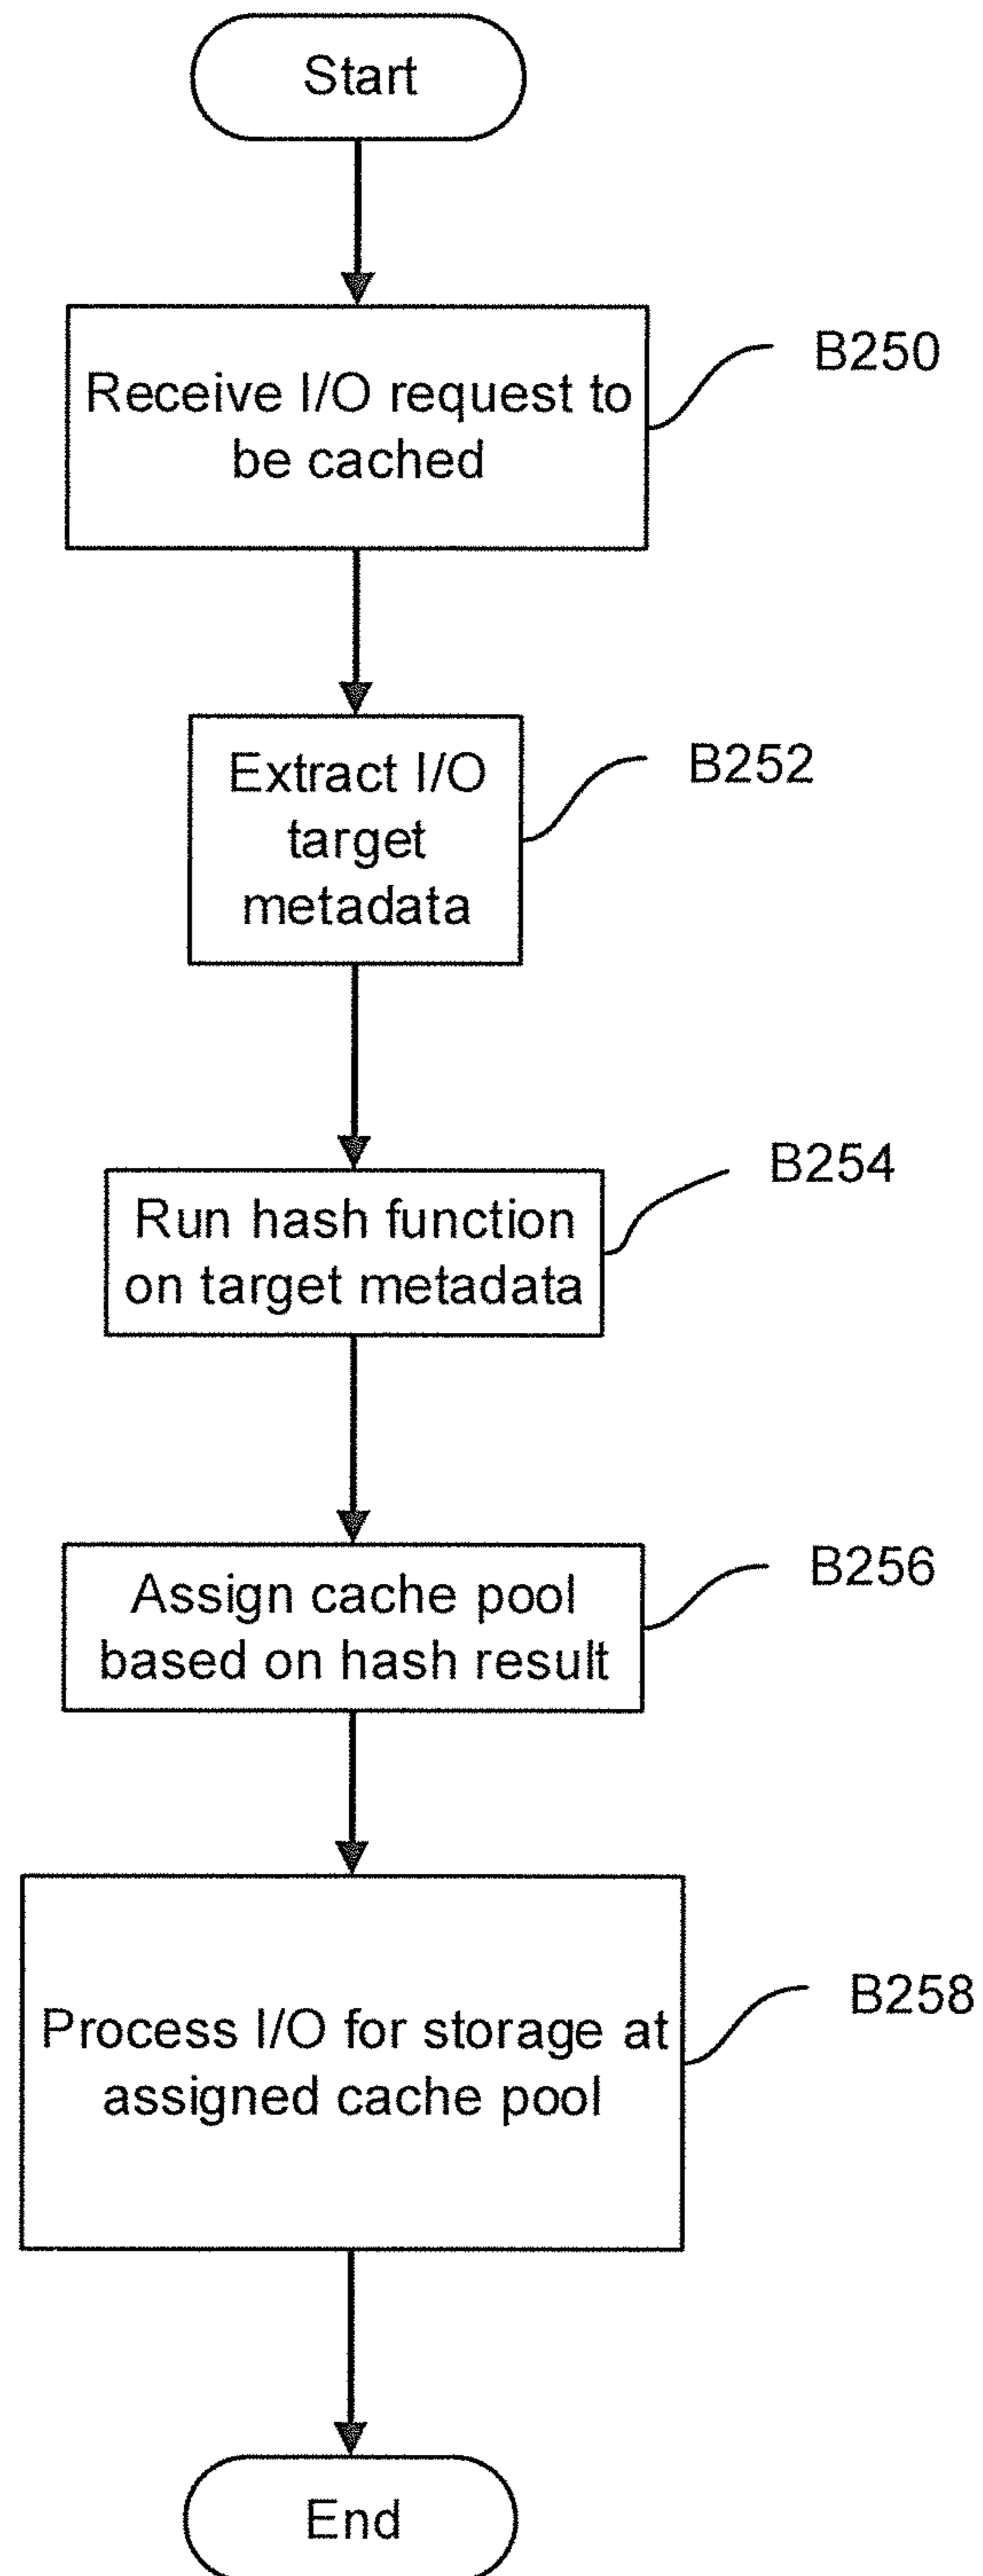 Start
Receive I/O request to
be cached
B250
Extract I/O
target
metadata
B252
Run hash function
on target metadata
B254
Assign cache pool
based on hash result
B256
Process I/O for storage at
assigned cache pool
B258
End